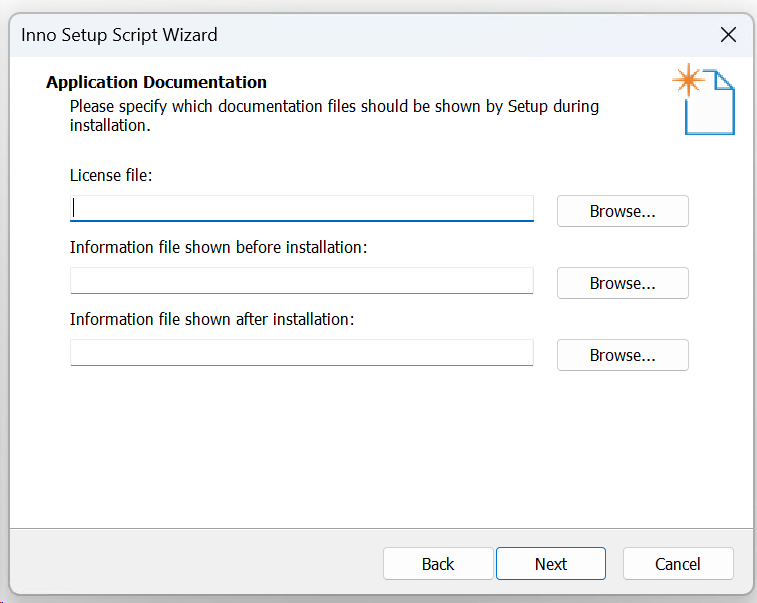 Inno Setup Script Wizard
Application Documentation
Please specify which documentation files should be shown by Setup during
installation.
License file:
Browse...
Information file shown before installation:
Browse...
Information file shown after installation:
Browse...
Back
Next
Cancel